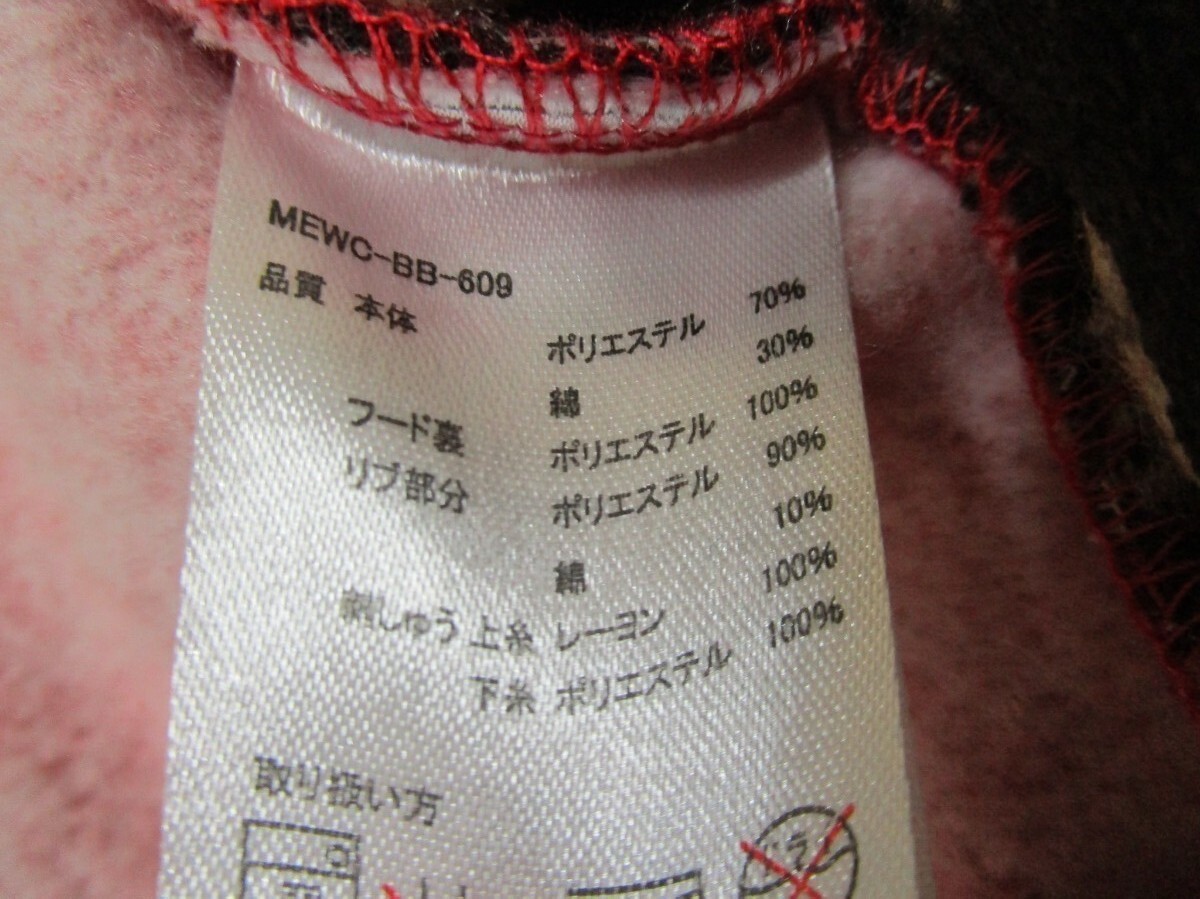 MEWC-BB-609
品質 本体 ポリエステル 70%
綿 30%
フード裏 ポリエステル 100%
リブ部分 ポリエステル 90%
綿 10%
刺しゅう 上糸 レーヨン 100%
下糸 ポリエステル 100%
取り扱い方